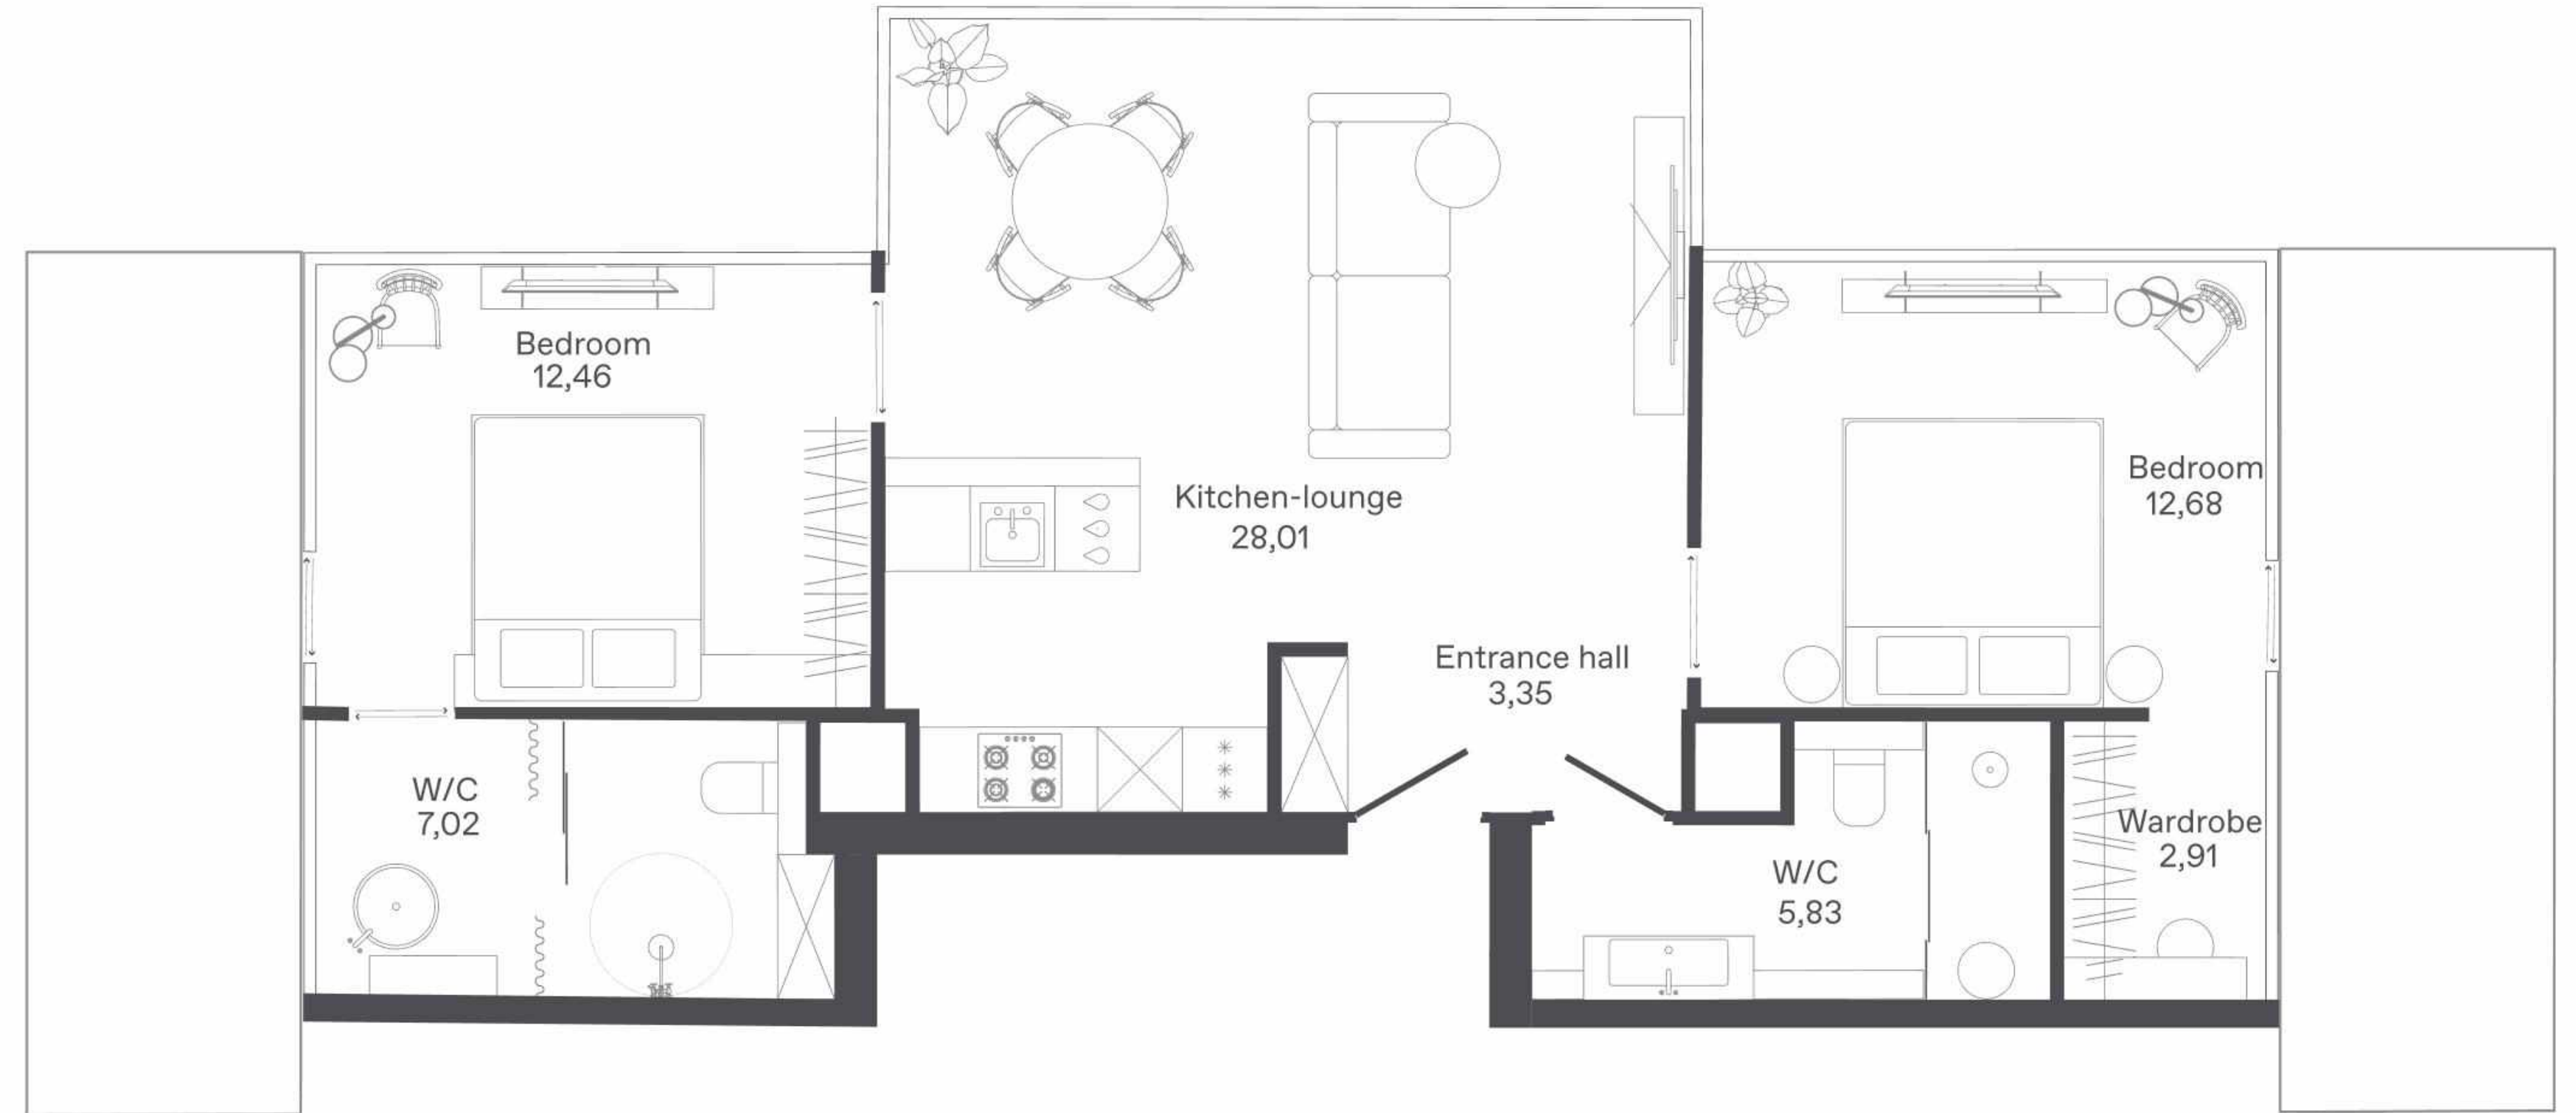 Bedroom
12,46
Kitchen-lounge
28,01
Bedroom
12,68
Entrance hall
3,35
W/C
7,02
W/C
5,83
Wardrobe
2,91